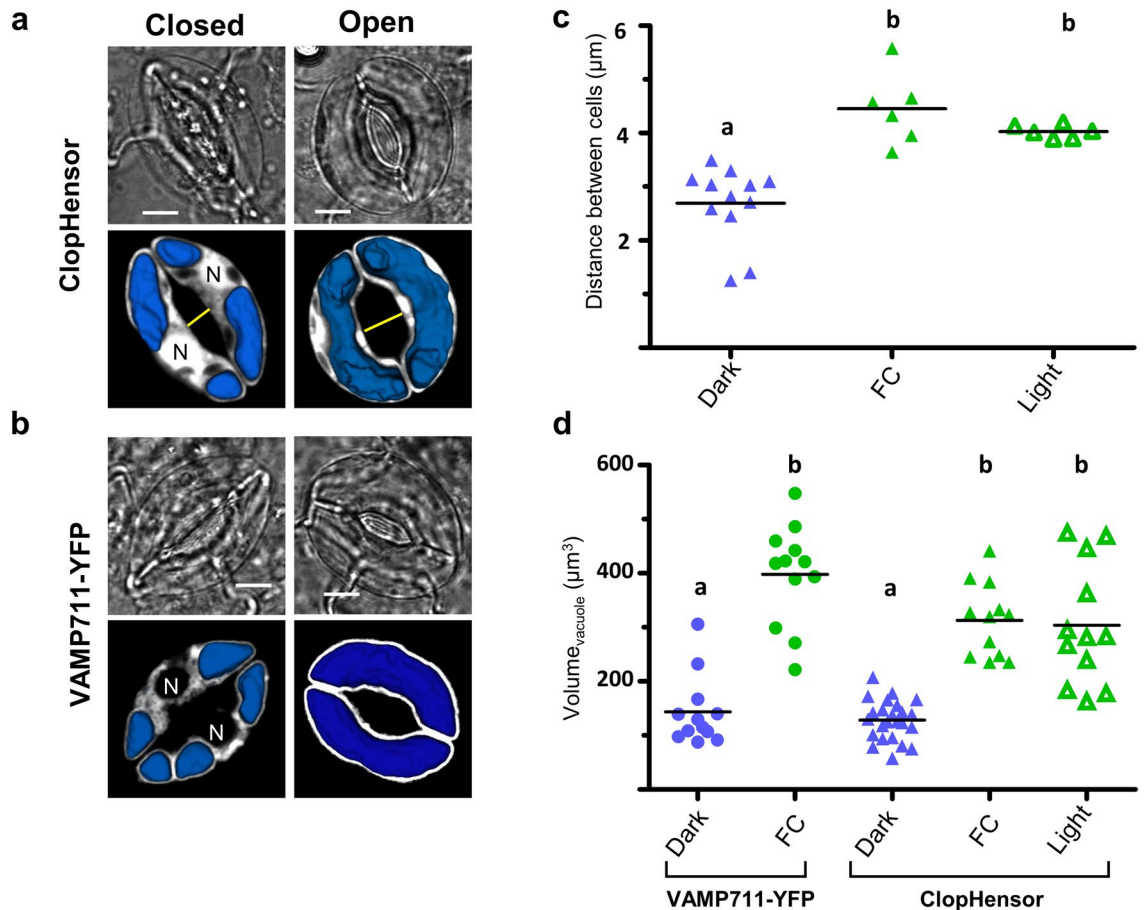 a
Closed
Open
ClopHensor
N
N
b
VAMP711-YFP
N
N
c
Distance between cells (µm)
6
4
2
a
b
b
Dark
FC
Light
d
Volumevacuole (µm3)
600
400
200
a
b
a
b
b
Dark
FC
Dark
FC
Light
VAMP711-YFP
ClopHensor